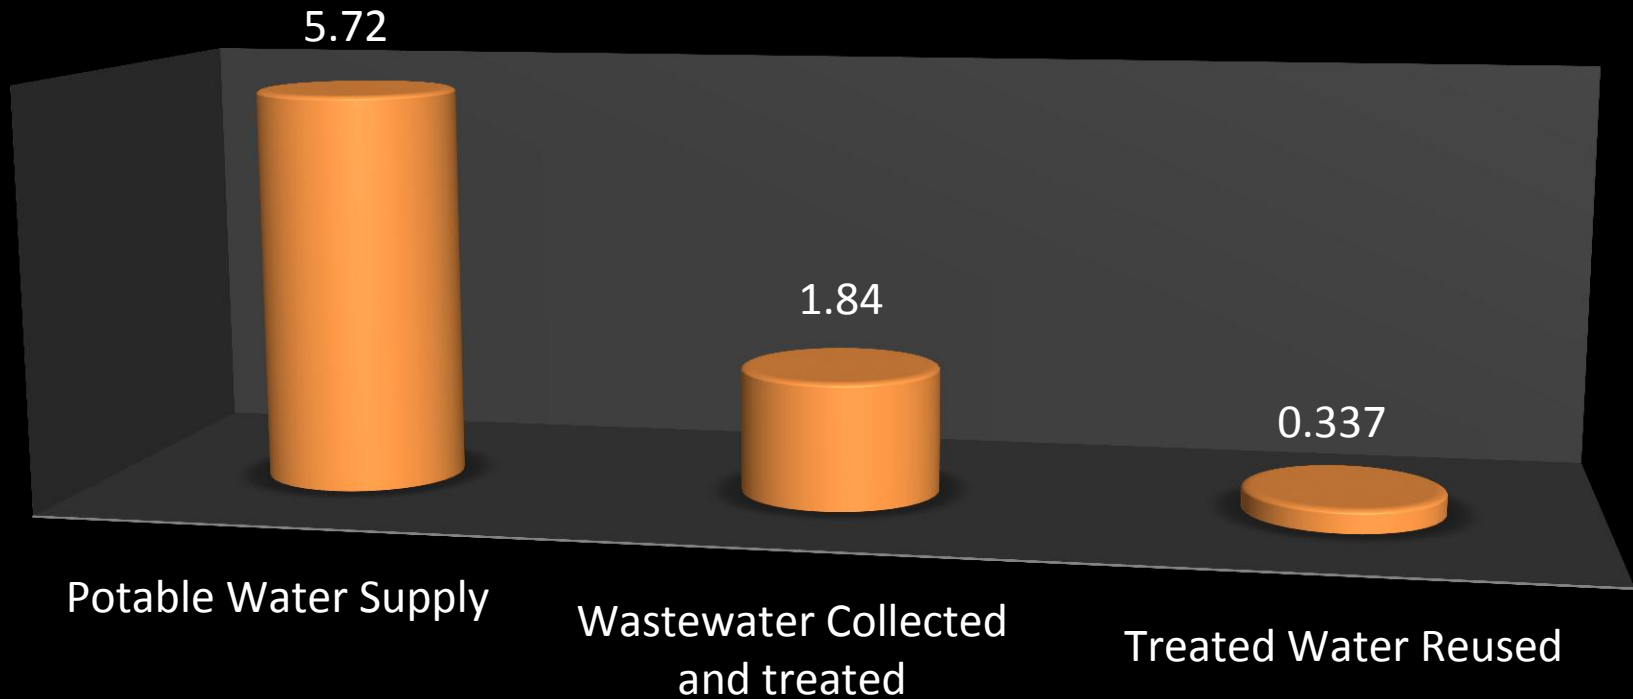 5.72
1.84
0.337
Potable Water Supply
Wastewater Collected
and treated
Treated Water Reused